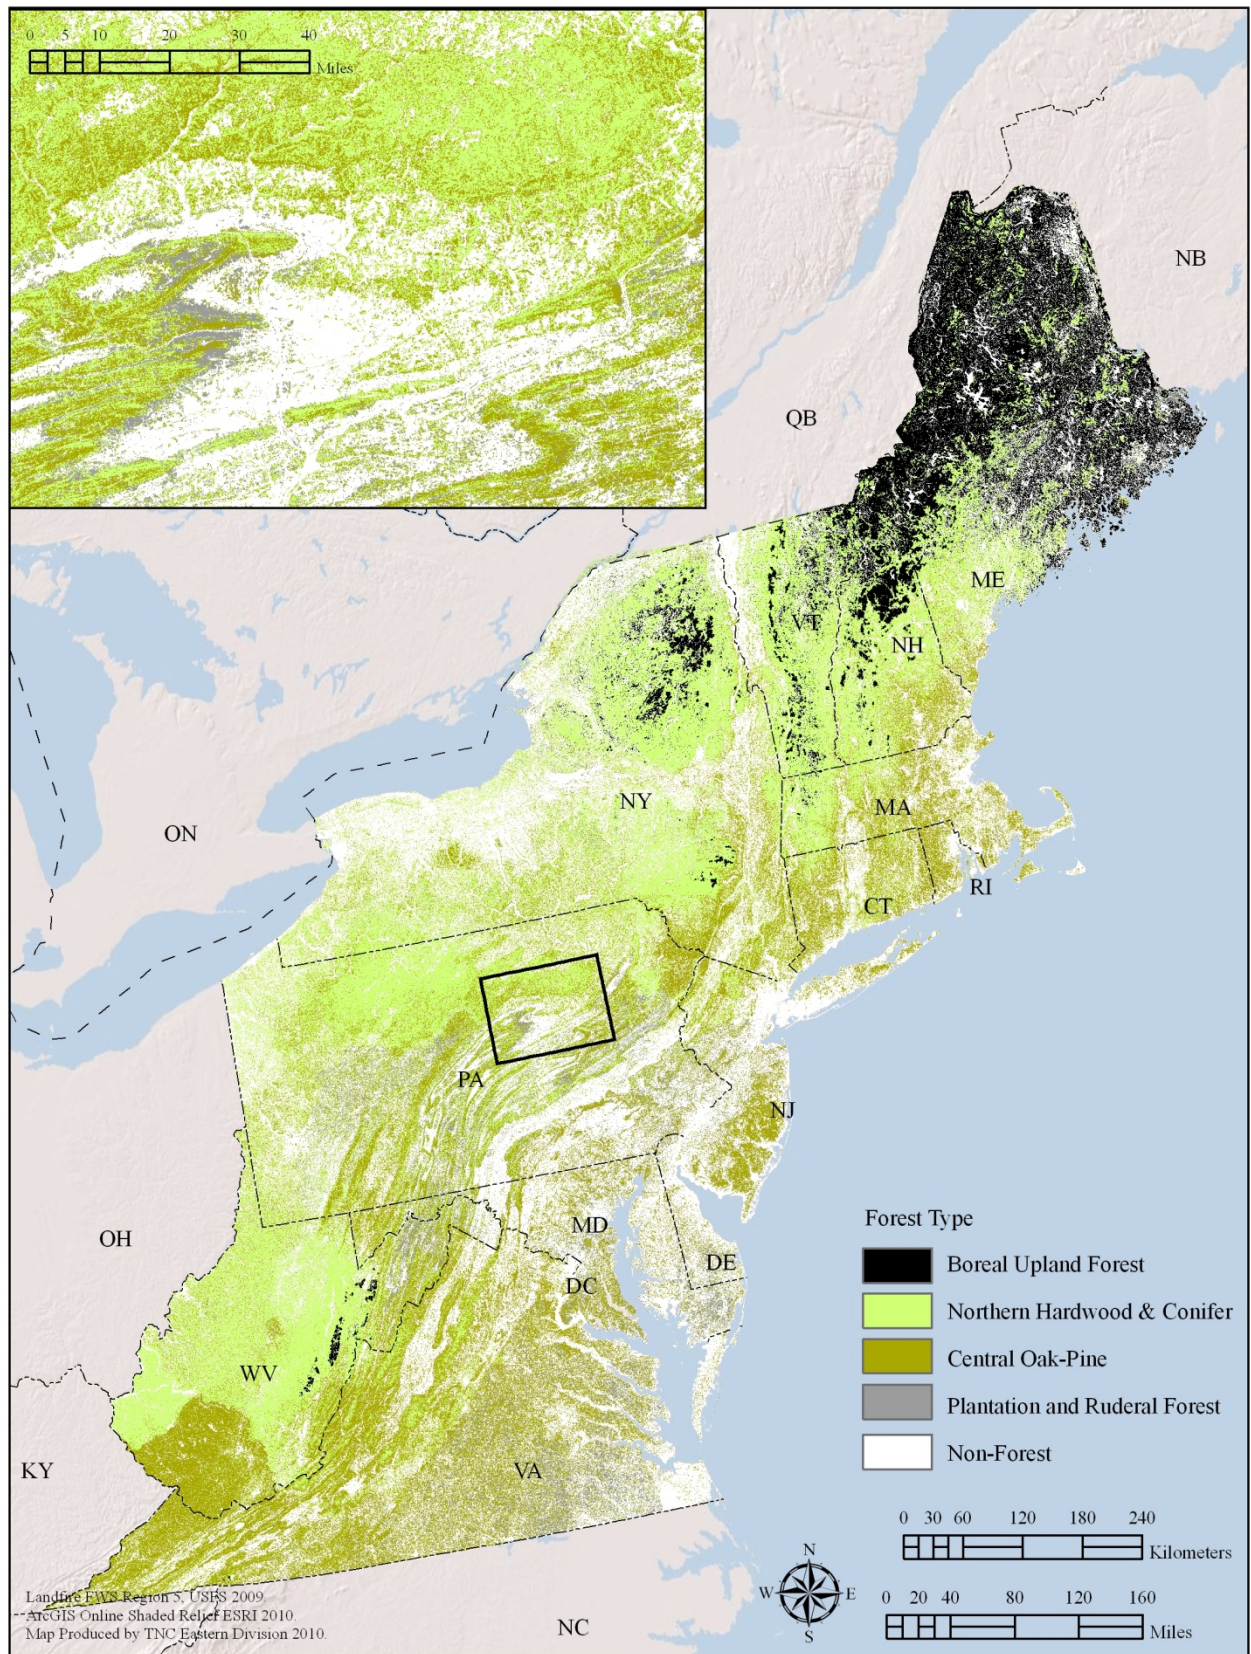 0 5 10 20 30 40
Miles
NB
QB
ME
VT
NH
NY
MA
ON
RI
CT
PA
NJ
OH
MD
DE
DC
WV
KY
VA
NC
Forest Type
Boreal Upland Forest
Northern Hardwood & Conifer
Central Oak-Pine
Plantation and Ruderal Forest
Non-Forest
0 30 60 120 180 240
Kilometers
N
W E
S
0 20 40 80 120 160
Miles
Landfire FWS Region 5, USFS 2009.
ArcGIS Online Shaded Relief ESRI 2010.
Map Produced by TNC Eastern Division 2010.